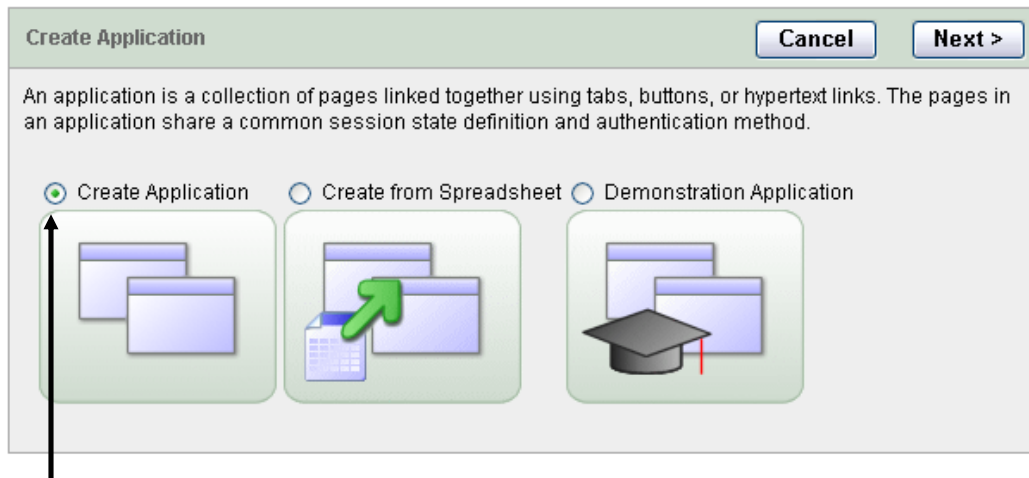 Create Application
Cancel
Next >
An application is a collection of pages linked together using tabs, buttons, or hypertext links. The pages in
an application share a common session state definition and authentication method.
Create Application
Create from Spreadsheet
Demonstration Application